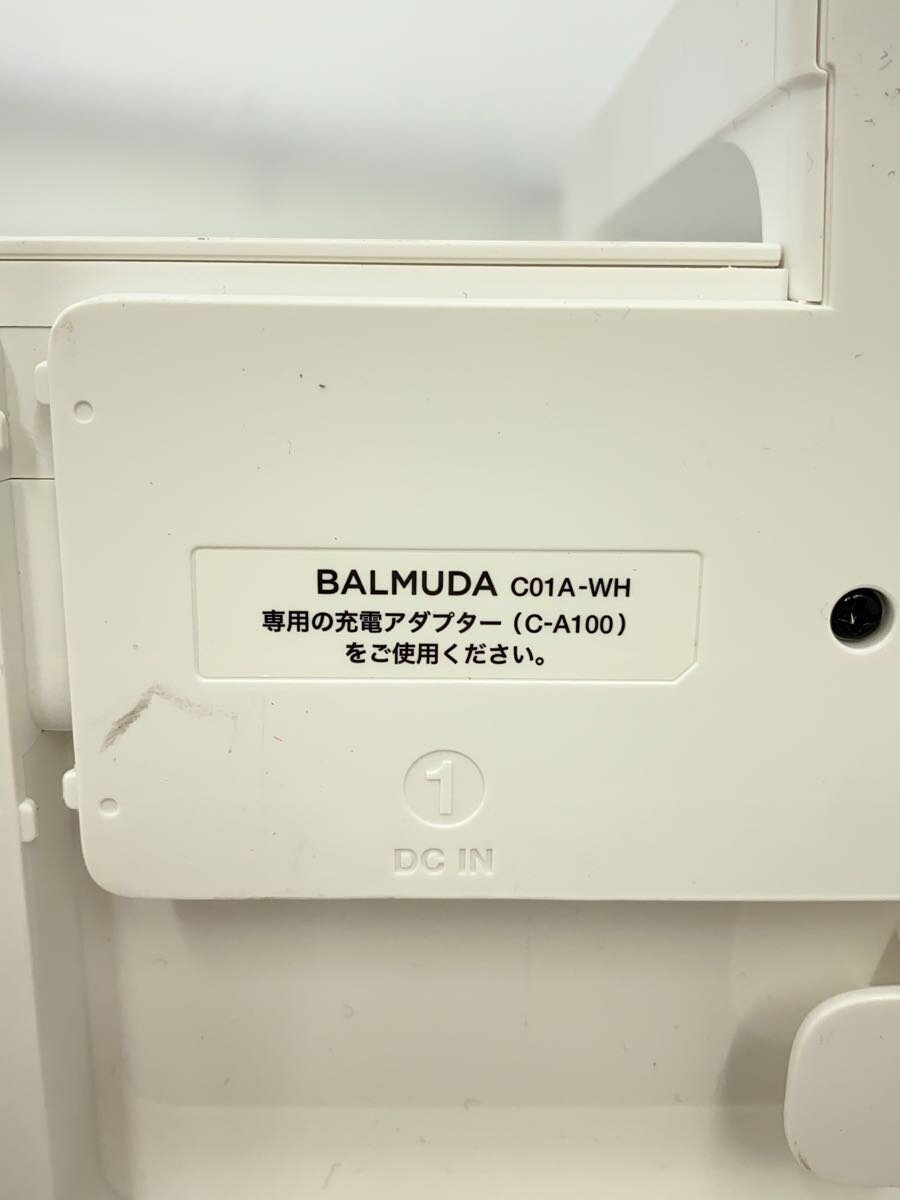 BALMUDA C01A-WH
専用の充電アダプター（C-A100）
をご使用ください。
1
DC IN